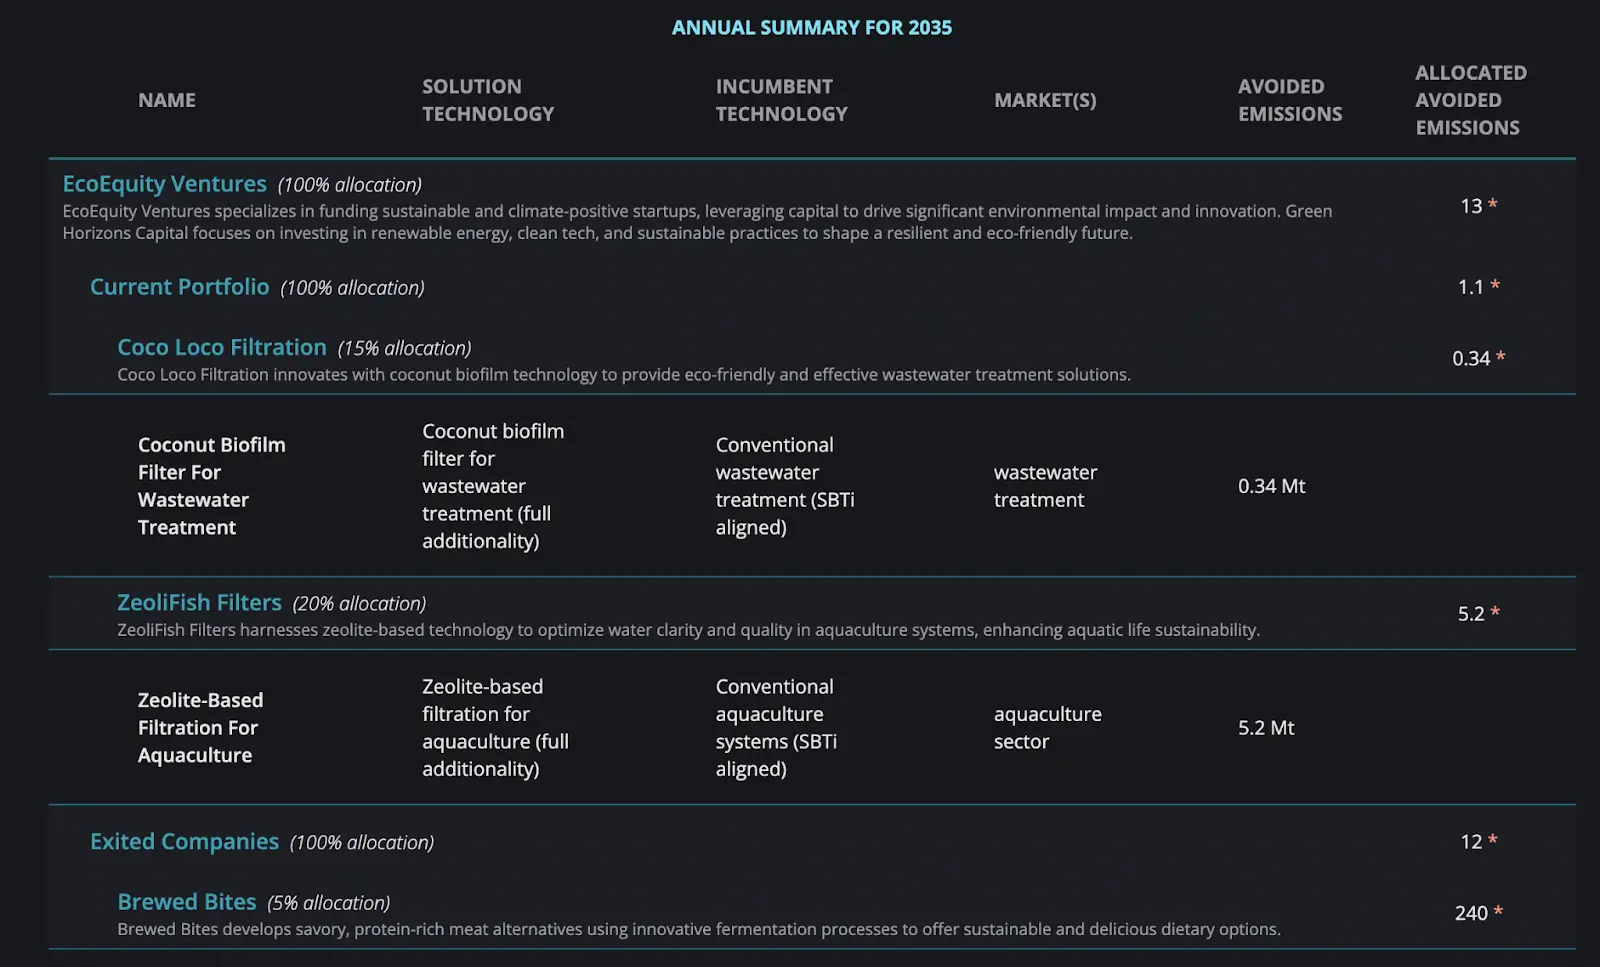 ANNUAL SUMMARY FOR 2035
NAME
SOLUTION
TECHNOLOGY
INCUMBENT
TECHNOLOGY
MARKET(S)
AVOIDED
EMISSIONS
ALLOCATED
AVOIDED
EMISSIONS
EcoEquity Ventures (100% allocation)
EcoEquity Ventures specializes in funding sustainable and climate-positive startups, leveraging capital to drive significant environmental impact and innovation. Green
Horizons Capital focuses on investing in renewable energy, clean tech, and sustainable practices to shape a resilient and eco-friendly future.
13 *
Current Portfolio (100% allocation)
1.1 *
Coco Loco Filtration (15% allocation)
Coco Loco Filtration innovates with coconut biofilm technology to provide eco-friendly and effective wastewater treatment solutions.
0.34 *
Coconut Biofilm
Filter For
Wastewater
Treatment
Coconut biofilm
filter for
wastewater
treatment (full
additionality)
Conventional
wastewater
treatment (SBTi
aligned)
wastewater
treatment
0.34 Mt
ZeoliFish Filters (20% allocation)
ZeoliFish Filters harnesses zeolite-based technology to optimize water clarity and quality in aquaculture systems, enhancing aquatic life sustainability.
5.2 *
Zeolite-Based
Filtration For
Aquaculture
Zeolite-based
filtration for
aquaculture (full
additionality)
Conventional
aquaculture
systems (SBTi
aligned)
aquaculture
sector
5.2 Mt
Exited Companies (100% allocation)
12 *
Brewed Bites (5% allocation)
Brewed Bites develops savory, protein-rich meat alternatives using innovative fermentation processes to offer sustainable and delicious dietary options.
240 *